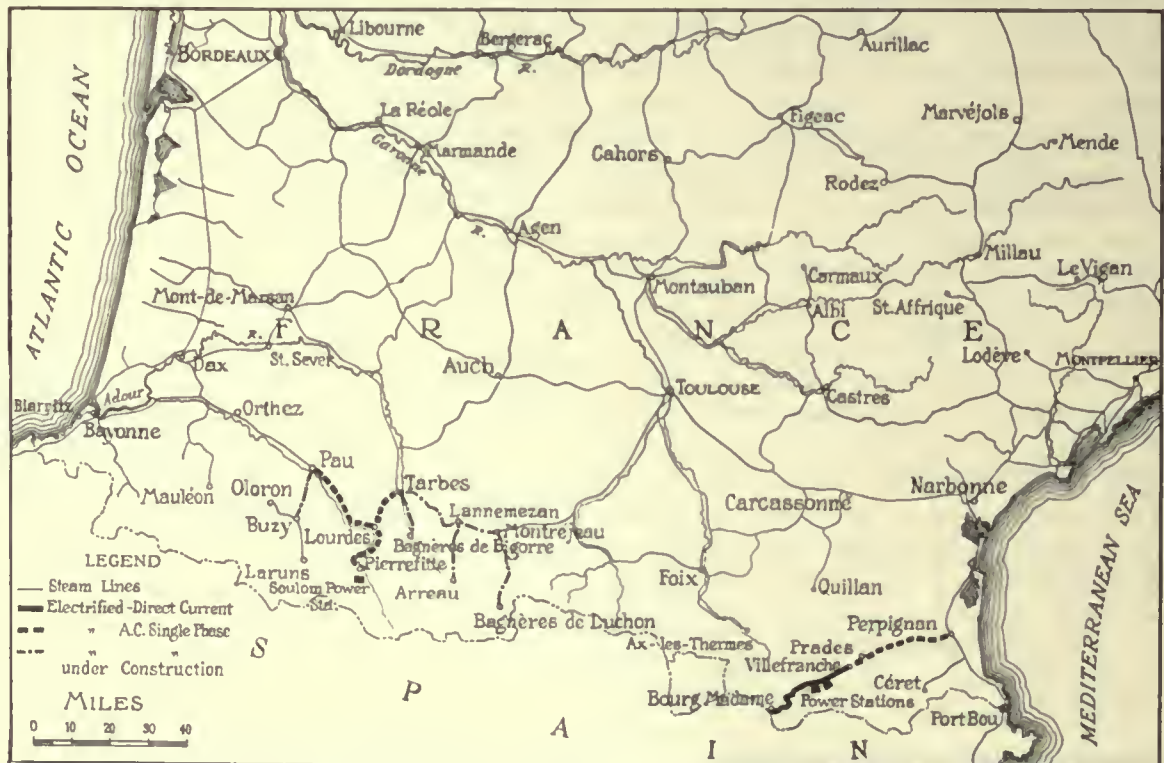 Libourne
Bergerac
Aurillac
BORDEAUX
Dordogne R.
La Réole
Figeac
Marvéjols
Garonne R.
Marmande
Cahors
Mende
Rodez
Agen
ATLANTIC OCEAN
Millau
Carmaux
Le Vigan
Montauban
Mont-de-Marsan
Albi
St. Affrique
FRANCE
R.
St. Sever
Lodère
MONTPELLIER
Dax
Auch
TOULOUSE
Castres
Biarritz
Adour
Orthez
Bayonne
Pau
Tarbes
Mauléon
Oloron
Lannemezan
Carcassonne
Narbonne
Buzy
Lourdes
Montrejeau
Bagnères de Bigorre
LEGEND
Pierrefitte
Laruns
Foix
Steam Lines
Soulom Power Sta.
Arreau
Quillan
Electrified-Direct Current
Bagnères de Luchon
Perpignan
" A.C. Single Phase
Ax-les-Thermes
Prades
" "
Villefranche
under Construction
SPAIN
Céret
MILES
Bourg Madame
Power Stations
Port Bou
0 10 20 30 40
MEDITERRANEAN SEA